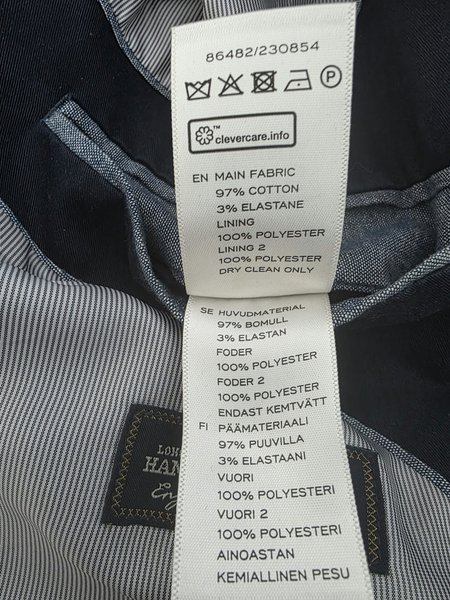 86482/230854
P
TM
clevercare.info
EN MAIN FABRIC
97% COTTON
3% ELASTANE
LINING
100% POLYESTER
LINING 2
100% POLYESTER
DRY CLEAN ONLY
SE HUVUDMATERIAL
97% BOMULL
3% ELASTAN
FODER
100% POLYESTER
FODER 2
100% POLYESTER
ENDAST KEMTVÄTT
FI PÄÄMATERIAALI
97% PUUVILLA
3% ELASTAANI
VUORI
100% POLYESTERI
VUORI 2
100% POLYESTERI
AINOASTAN
KEMIALLINEN PESU